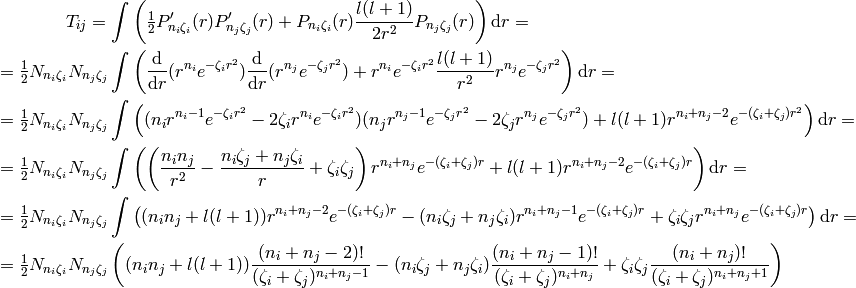 $T_{ij} = \int \left( \frac{1}{2} P'_{n_i\zeta_i}(r) P'_{n_j\zeta_j}(r) + P_{n_i\zeta_i}(r) \frac{l(l+1)}{2r^2} P_{n_j\zeta_j}(r) \right) \mathrm{d}r =$
$= \frac{1}{2} N_{n_i\zeta_i} N_{n_j\zeta_j} \int \left( \frac{\mathrm{d}}{\mathrm{d}r}(r^{n_i} e^{-\zeta_i r^2}) \frac{\mathrm{d}}{\mathrm{d}r}(r^{n_j} e^{-\zeta_j r^2}) + r^{n_i} e^{-\zeta_i r^2} \frac{l(l+1)}{r^2} r^{n_j} e^{-\zeta_j r^2} \right) \mathrm{d}r =$
$= \frac{1}{2} N_{n_i\zeta_i} N_{n_j\zeta_j} \int \left( (n_i r^{n_i-1} e^{-\zeta_i r^2} - 2\zeta_i r^{n_i} e^{-\zeta_i r^2})(n_j r^{n_j-1} e^{-\zeta_j r^2} - 2\zeta_j r^{n_j} e^{-\zeta_j r^2}) + l(l+1) r^{n_i+n_j-2} e^{-(\zeta_i+\zeta_j)r^2} \right) \mathrm{d}r =$
$= \frac{1}{2} N_{n_i\zeta_i} N_{n_j\zeta_j} \int \left( \left( \frac{n_i n_j}{r^2} - \frac{n_i\zeta_j + n_j\zeta_i}{r} + \zeta_i\zeta_j \right) r^{n_i+n_j} e^{-(\zeta_i+\zeta_j)r} + l(l+1) r^{n_i+n_j-2} e^{-(\zeta_i+\zeta_j)r} \right) \mathrm{d}r =$
$= \frac{1}{2} N_{n_i\zeta_i} N_{n_j\zeta_j} \int \left( (n_i n_j + l(l+1)) r^{n_i+n_j-2} e^{-(\zeta_i+\zeta_j)r} - (n_i\zeta_j + n_j\zeta_i) r^{n_i+n_j-1} e^{-(\zeta_i+\zeta_j)r} + \zeta_i\zeta_j r^{n_i+n_j} e^{-(\zeta_i+\zeta_j)r} \right) \mathrm{d}r =$
$= \frac{1}{2} N_{n_i\zeta_i} N_{n_j\zeta_j} \left( (n_i n_j + l(l+1)) \frac{(n_i+n_j-2)!}{(\zeta_i+\zeta_j)^{n_i+n_j-1}} - (n_i\zeta_j + n_j\zeta_i) \frac{(n_i+n_j-1)!}{(\zeta_i+\zeta_j)^{n_i+n_j}} + \zeta_i\zeta_j \frac{(n_i+n_j)!}{(\zeta_i+\zeta_j)^{n_i+n_j+1}} \right)$